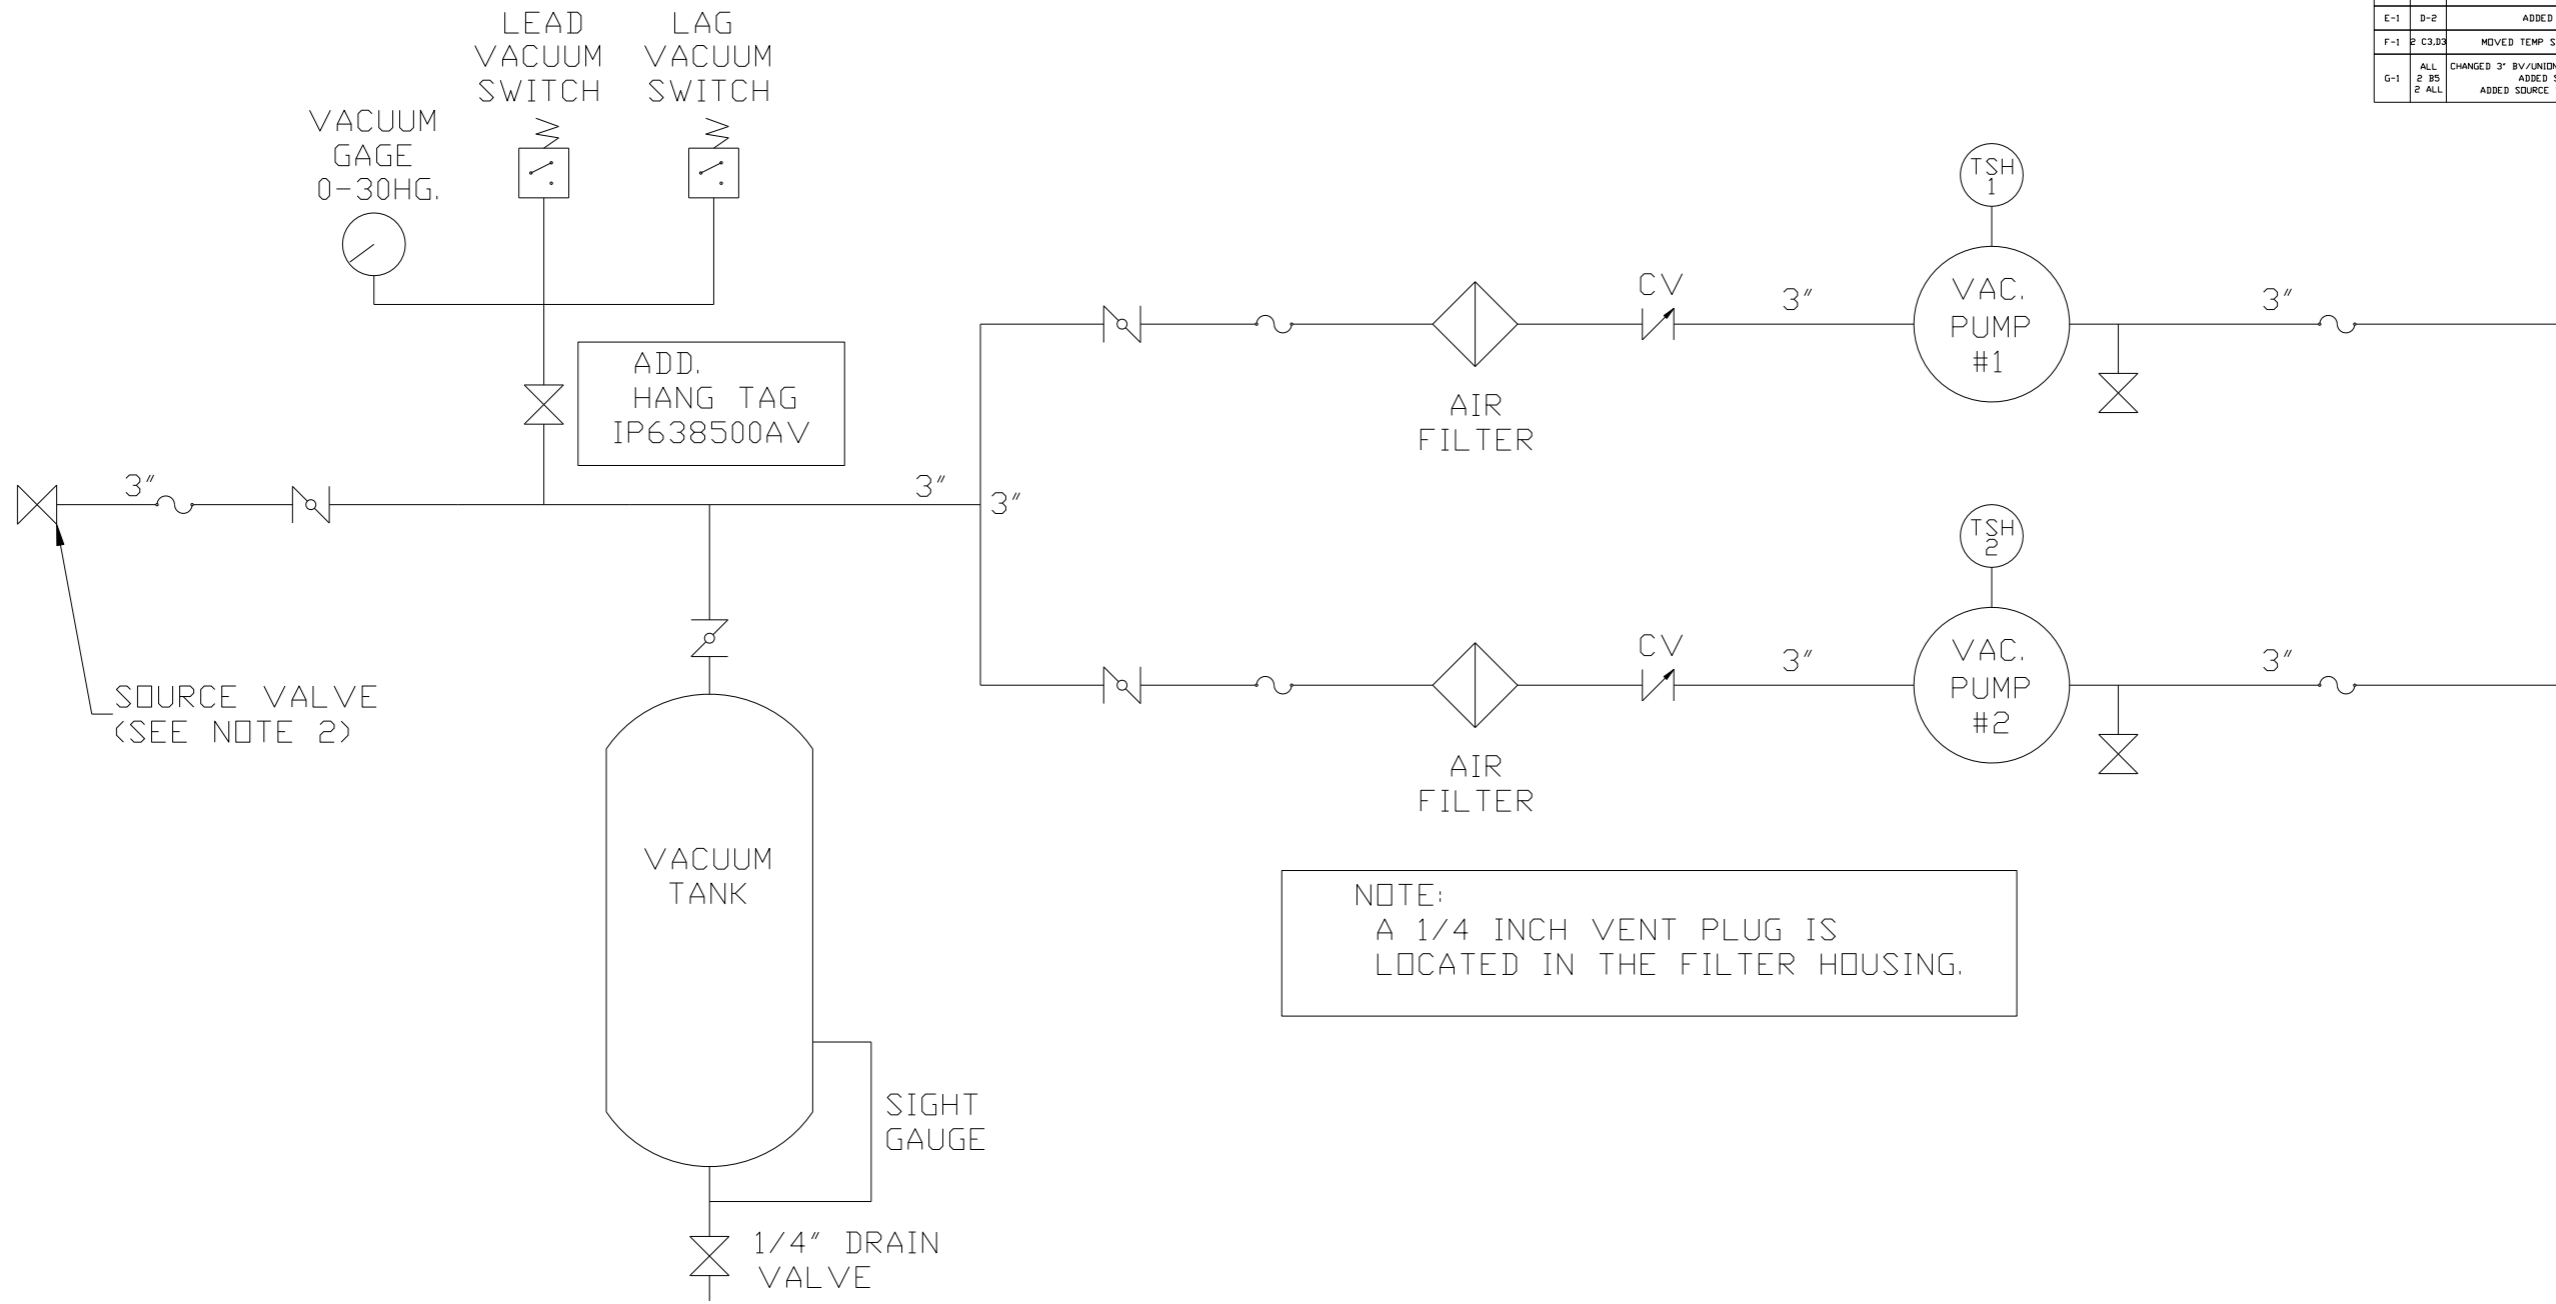 LEAD
VACUUM
SWITCH
LAG
VACUUM
SWITCH
VACUUM
GAGE
0-30HG.
ADD.
HANG TAG
IP638500AV
3"
3"
3"
SOURCE VALVE
(SEE NOTE 2)
VACUUM
TANK
SIGHT
GAUGE
1/4" DRAIN
VALVE
AIR
FILTER
CV
3"
TSH
1
VAC.
PUMP
#1
3"
AIR
FILTER
CV
3"
TSH
2
VAC.
PUMP
#2
3"
NOTE:
A 1/4 INCH VENT PLUG IS
LOCATED IN THE FILTER HOUSING.
E-1 D-2 ADDED
F-1 2 C3,D3 MOVED TEMP S
G-1
ALL
2 B5
2 ALL
CHANGED 3" BV/UNION
ADDED S
ADDED SOURCE